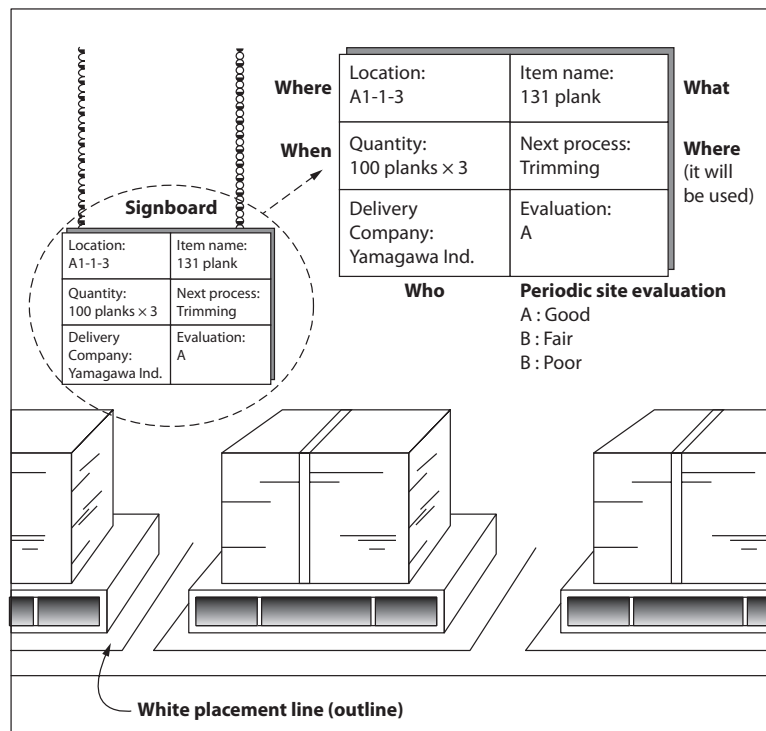 Where
Location:
A1-1-3
Item name:
131 plank
What
When
Quantity:
100 planks × 3
Next process:
Trimming
Where
(it will
be used)
Delivery
Company:
Yamagawa Ind.
Evaluation:
A
Who
Periodic site evaluation
A : Good
B : Fair
B : Poor
Signboard
Location:
A1-1-3
Item name:
131 plank
Quantity:
100 planks × 3
Next process:
Trimming
Delivery
Company:
Yamagawa Ind.
Evaluation:
A
White placement line (outline)